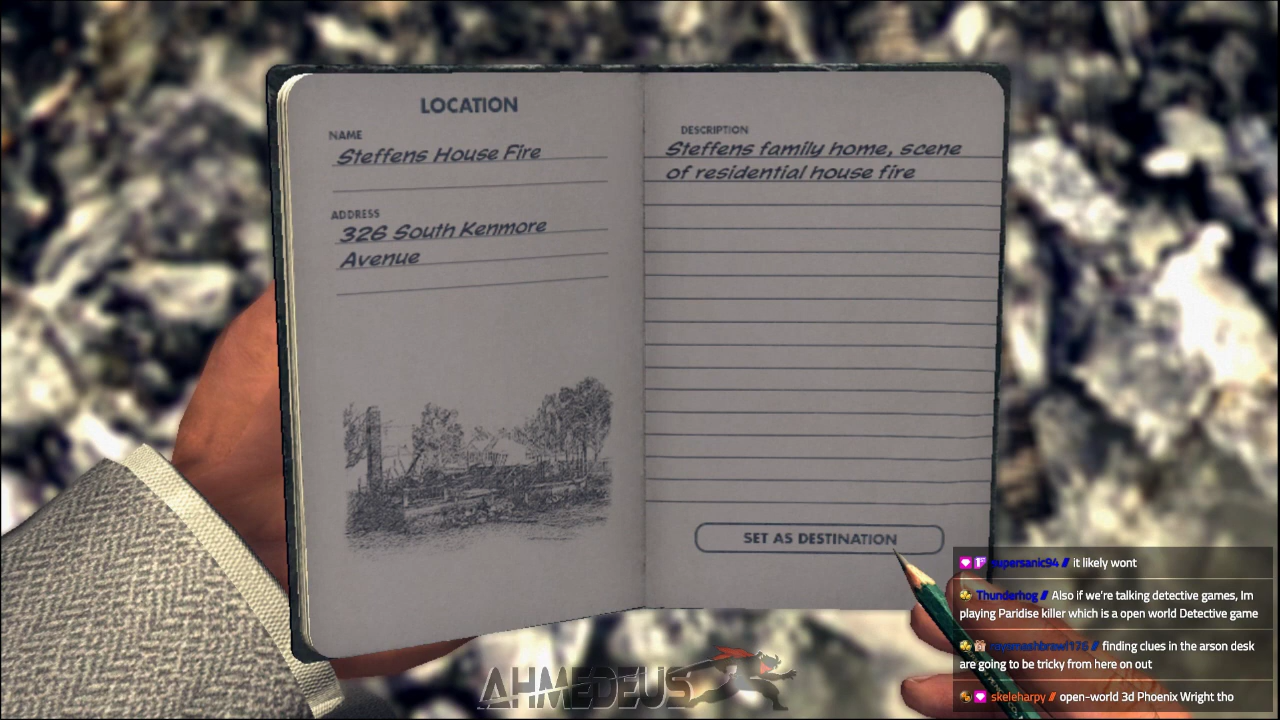 LOCATION
NAME
Steffens House Fire
ADDRESS
326 South Kenmore
Avenue
DESCRIPTION
Steffens family home, scene
of residential house fire
SET AS DESTINATION
supersanic94 // it likely wont
Thunderhog // Also if we're talking detective games, Im
playing Paridise killer which is a open world Detective game
ravemashbrawl176 // finding clues in the arson desk
are going to be tricky from here on out
skeleharpy // open-world 3d Phoenix Wright tho
AHMEDEUS